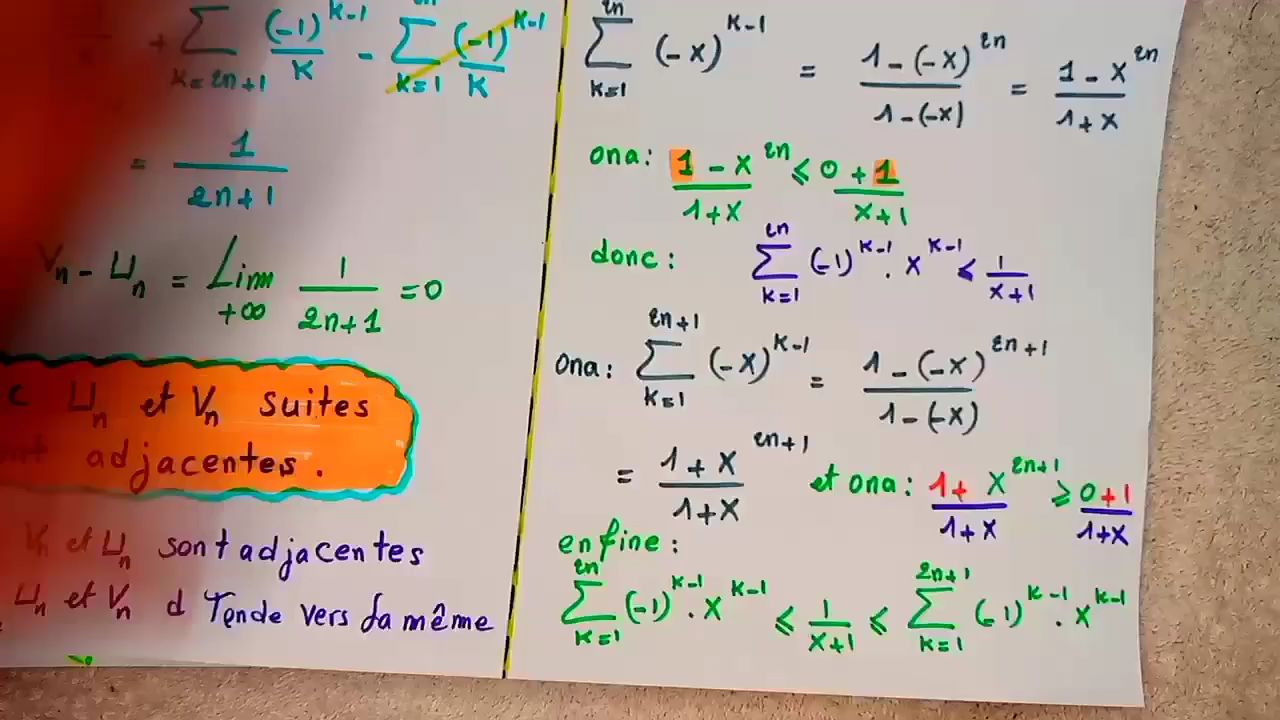 + ∑_{k=2n+1} (-1)^{k-1}/k - ∑_{k=1}^{2n} (-1)^{k-1}/k
= 1/(2n+1)
V_n - U_n = Lim_{+∞} 1/(2n+1) = 0
c U_n et V_n suites
adjacentes.
V_n et U_n sont adjacentes
U_n et V_n d Tende vers la même
∑_{k=1}^{2n} (-x)^{k-1} = (1-(-x)^{2n})/(1-(-x)) = (1-x^{2n})/(1+x)
ona: (1-x^{2n})/(1+x) ≤ (0+1)/(x+1)
donc: ∑_{k=1}^{2n} (-1)^{k-1} . x^{k-1} ≤ 1/(x+1)
ona: ∑_{k=1}^{2n+1} (-x)^{k-1} = (1-(-x)^{2n+1})/(1-(-x))
= (1+x^{2n+1})/(1+x) et ona: (1+x^{2n+1})/(1+x) ≥ (0+1)/(1+x)
enfine:
∑_{k=1}^{2n} (-1)^{k-1} . x^{k-1} ≤ 1/(x+1) ≤ ∑_{k=1}^{2n+1} (-1)^{k-1} . x^{k-1}